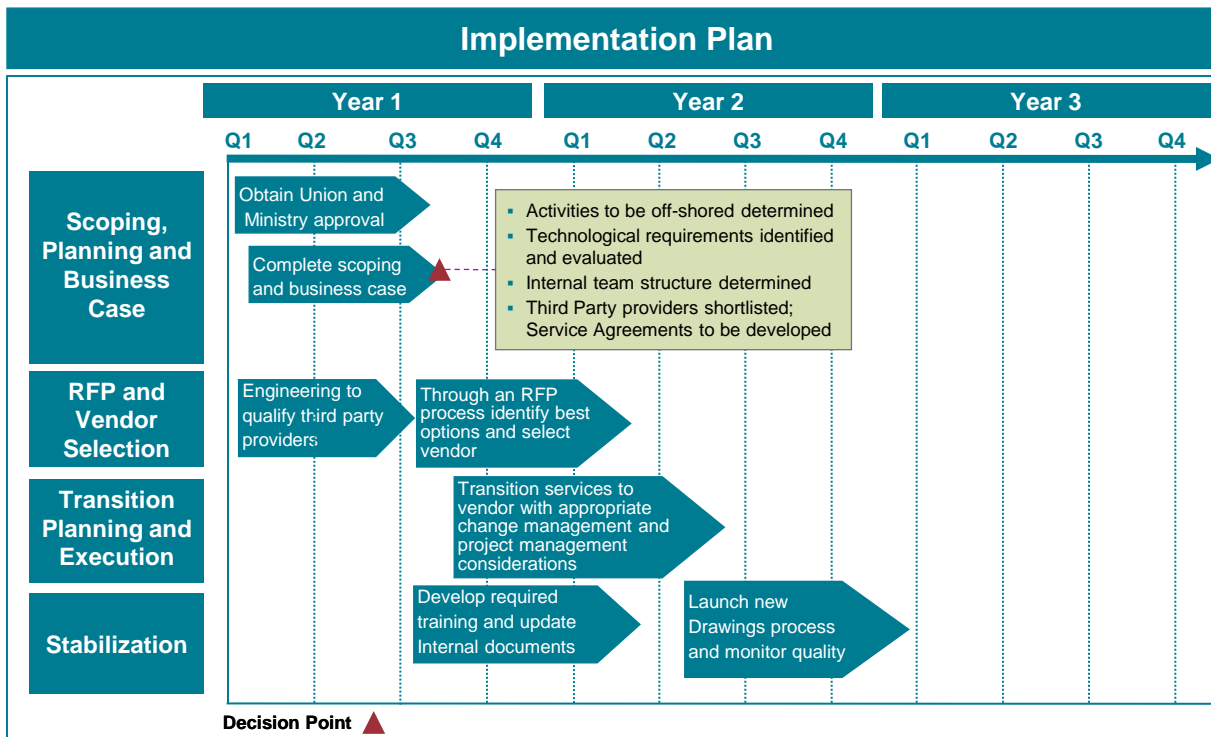 Implementation Plan
Year 1
Year 2
Year 3
Q1
Q2
Q3
Q4
Q1
Q2
Q3
Q4
Q1
Q2
Q3
Q4
Scoping,
Planning and
Business
Case
Obtain Union and
Ministry approval
Complete scoping
and business case
▪ Activities to be off-shored determined
▪ Technological requirements identified
and evaluated
▪ Internal team structure determined
▪ Third Party providers shortlisted;
Service Agreements to be developed
RFP and
Vendor
Selection
Engineering to
qualify third party
providers
Through an RFP
process identify best
options and select
vendor
Transition
Planning and
Execution
Transition services to
vendor with appropriate
change management and
project management
considerations
Stabilization
Develop required
training and update
Internal documents
Launch new
Drawings process
and monitor quality
Decision Point